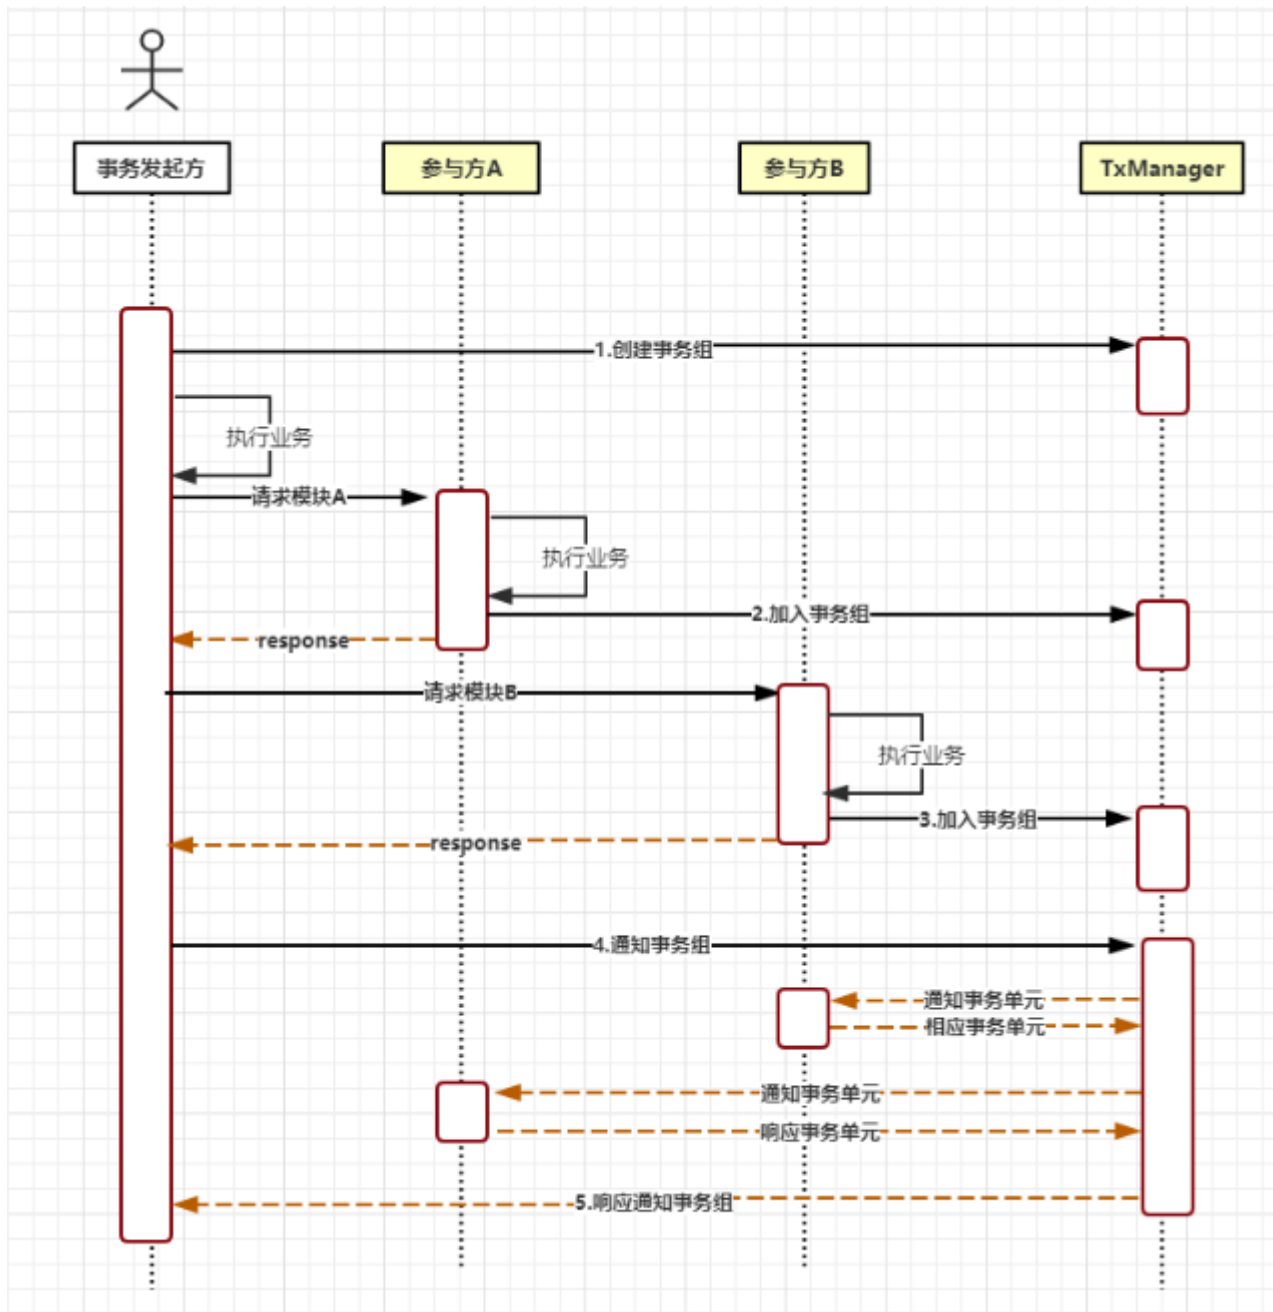 事务发起方
参与方A
参与方B
TxManager
1.创建事务组
执行业务
请求模块A
执行业务
2.加入事务组
response
请求模块B
执行业务
3.加入事务组
response
4.通知事务组
通知事务单元
相应事务单元
通知事务单元
响应事务单元
5.响应通知事务组